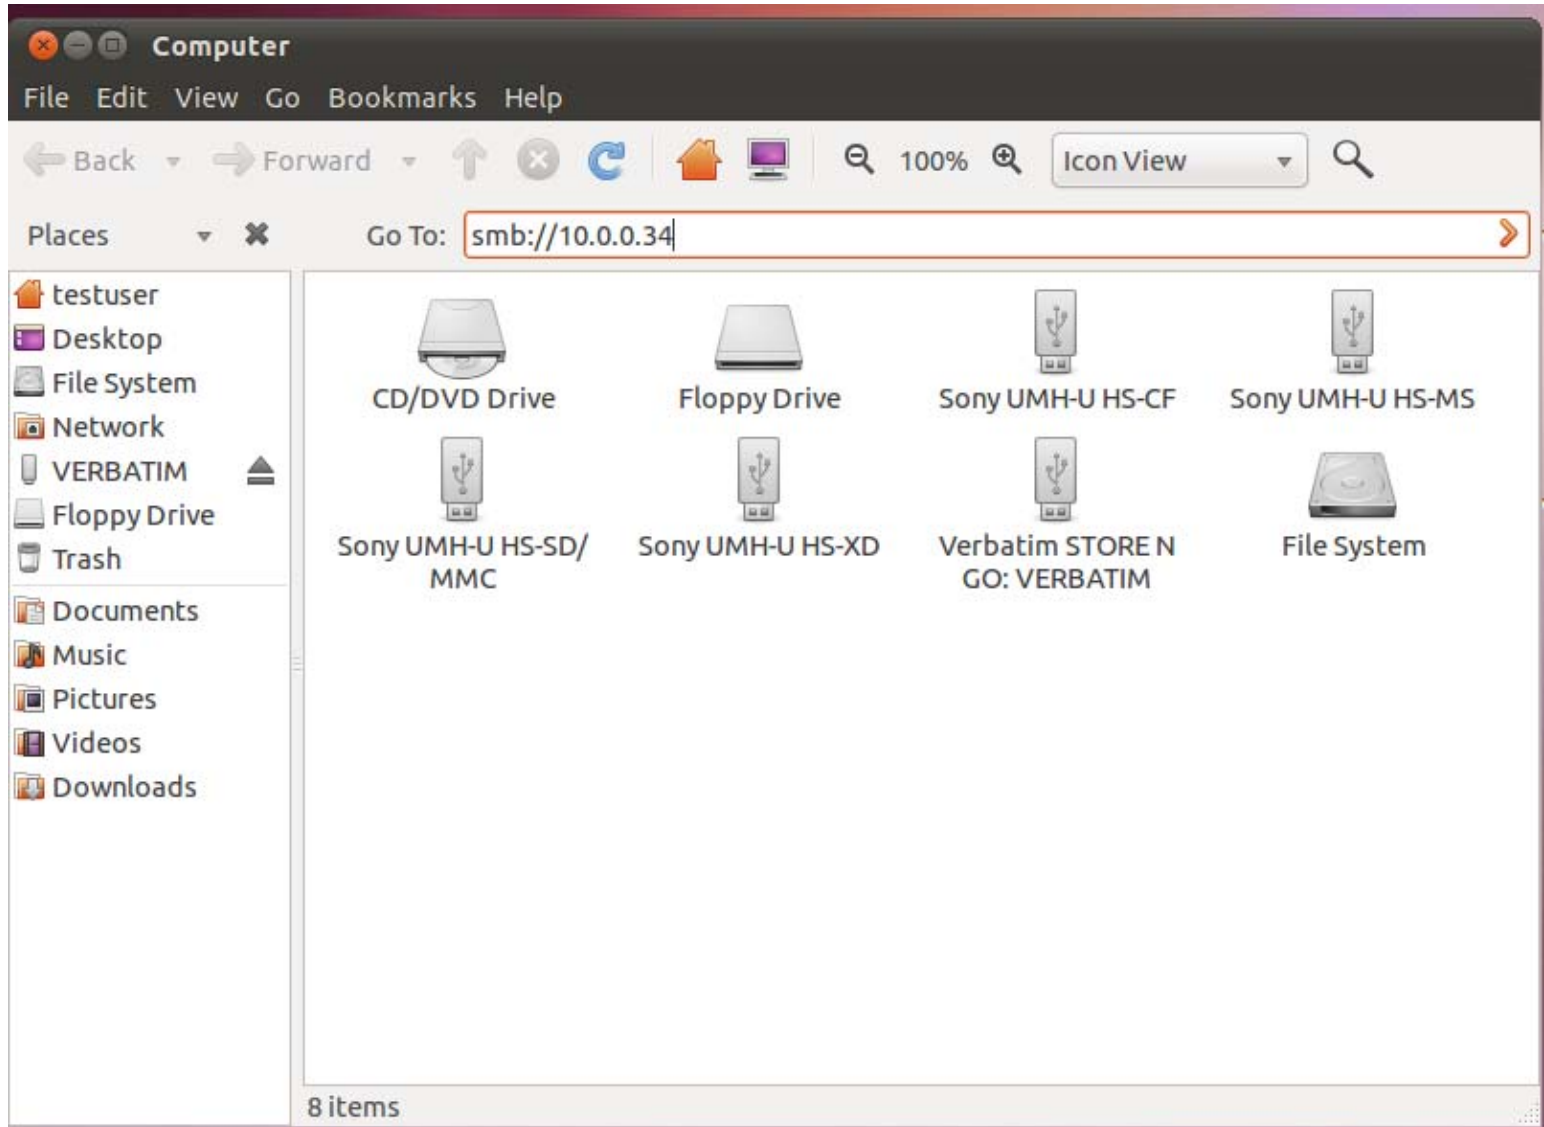 Computer
File Edit View Go Bookmarks Help
Back Forward 100% Icon View
Places Go To: smb://10.0.0.34
testuser
Desktop
File System
Network
VERBATIM
Floppy Drive
Trash
Documents
Music
Pictures
Videos
Downloads
CD/DVD Drive Floppy Drive Sony UMH-U HS-CF Sony UMH-U HS-MS
Sony UMH-U HS-SD/ Sony UMH-U HS-XD Verbatim STORE N File System
MMC GO: VERBATIM
8 items